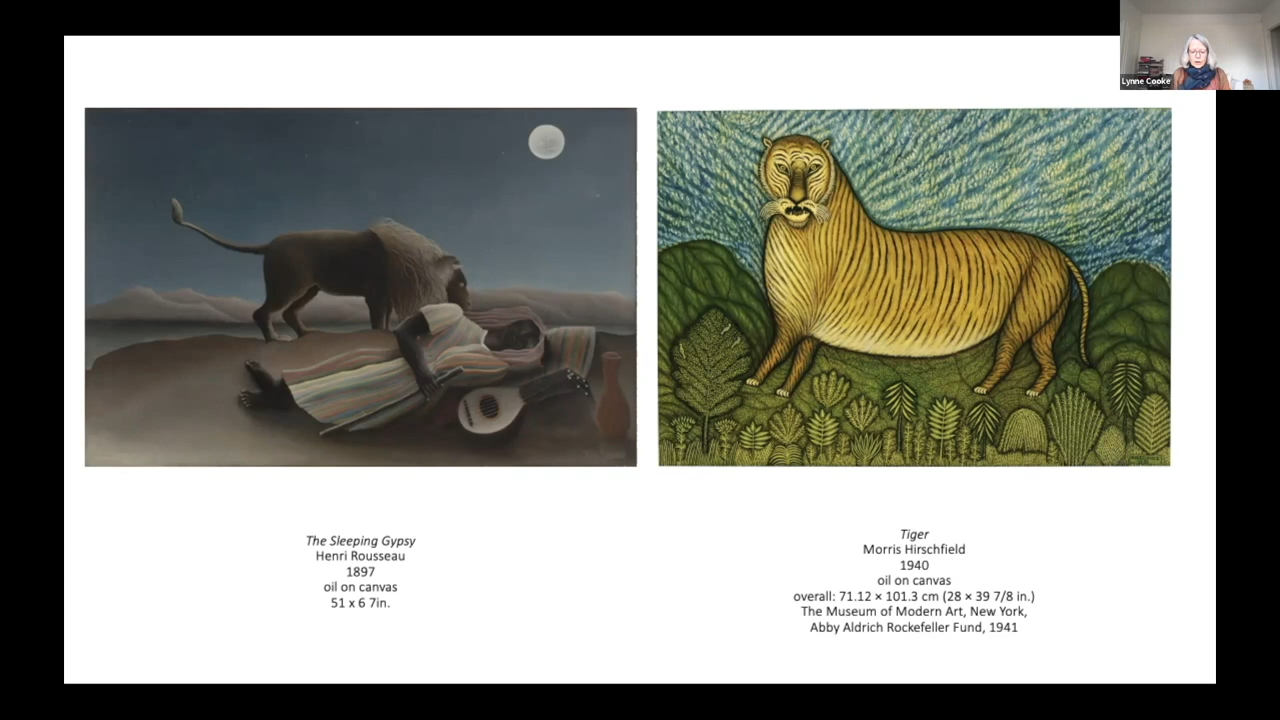 Lynne Cooke
The Sleeping Gypsy
Henri Rousseau
1897
oil on canvas
51 x 6 7in.
Tiger
Morris Hirschfield
1940
oil on canvas
overall: 71.12 × 101.3 cm (28 × 39 7/8 in.)
The Museum of Modern Art, New York,
Abby Aldrich Rockefeller Fund, 1941